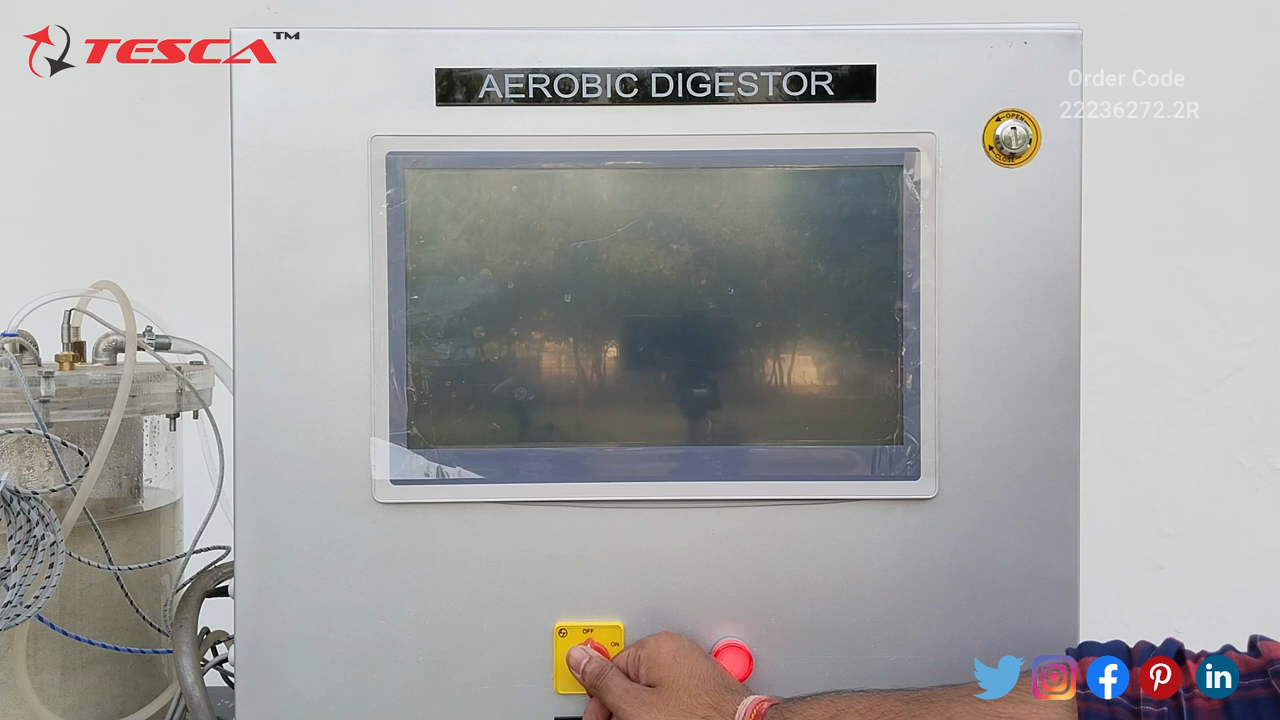 TESCA™
AEROBIC DIGESTOR
Order Code
22236272.2R
OPEN
CLOSE
OFF
ON